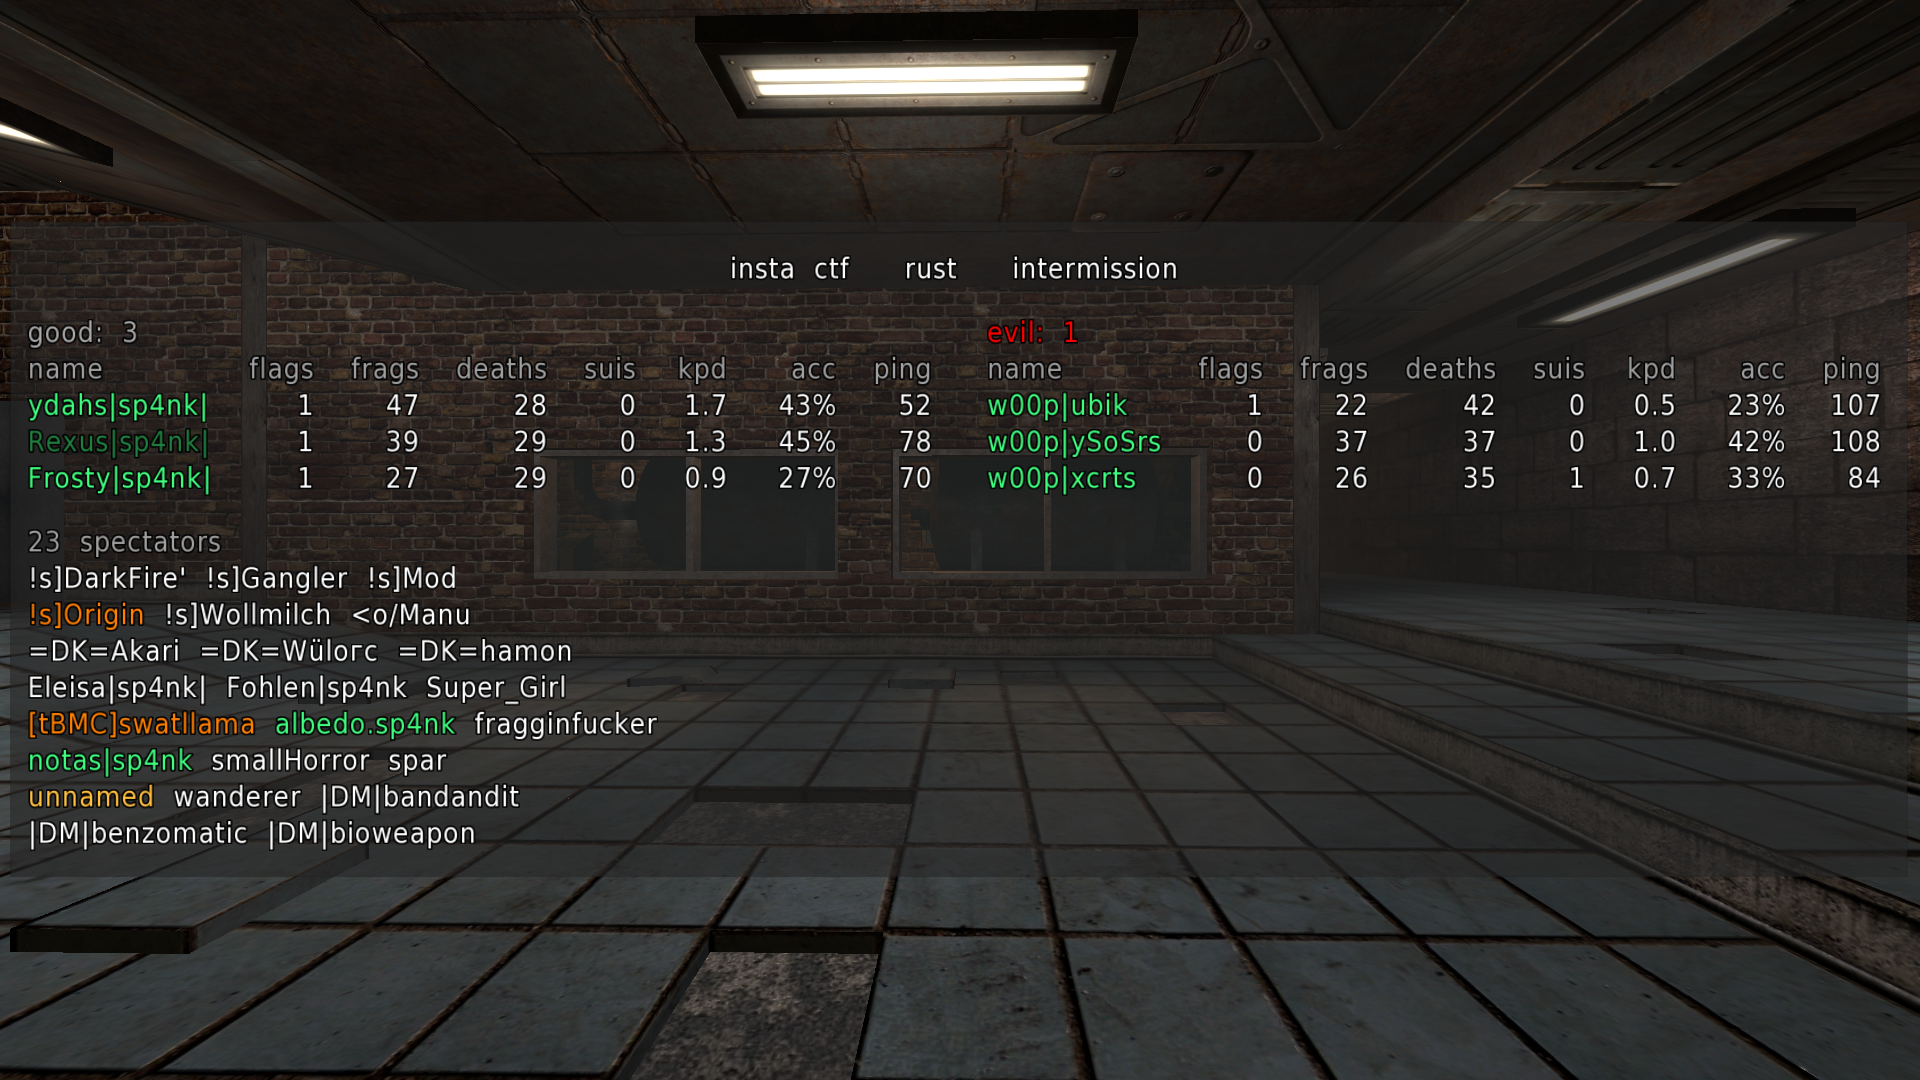 insta ctf rust intermission
good: 3
name flags frags deaths suis kpd acc ping
ydahs|sp4nk| 1 47 28 0 1.7 43% 52
Rexus|sp4nk| 1 39 29 0 1.3 45% 78
Frosty|sp4nk| 1 27 29 0 0.9 27% 70
evil: 1
name flags frags deaths suis kpd acc ping
w00p|ubik 1 22 42 0 0.5 23% 107
w00p|ySoSrs 0 37 37 0 1.0 42% 108
w00p|xcrts 0 26 35 1 0.7 33% 84
23 spectators
!s]DarkFire' !s]Gangler !s]Mod
!s]Origin !s]Wollmilch <o/Manu
=DK=Akari =DK=Wülorc =DK=hamon
Eleisa|sp4nk| Fohlen|sp4nk Super_Girl
[tBMC]swatllama albedo.sp4nk fragginfucker
notas|sp4nk smallHorror spar
unnamed wanderer |DM|bandandit
|DM|benzomatic |DM|bioweapon